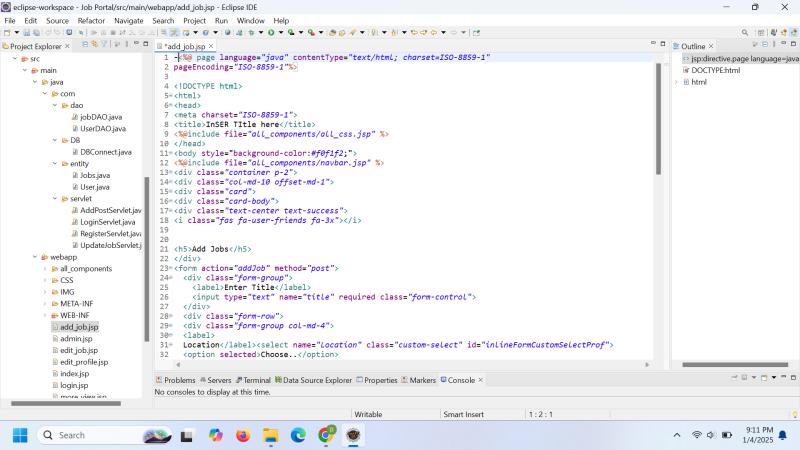 eclipse-workspace - Job Portal/src/main/webapp/add_job.jsp - Eclipse IDE
File Edit Source Refactor Navigate Search Project Run Window Help
Project Explorer
src
main
java
com
dao
jobDAO.java
UserDAO.java
DB
DBConnect.java
entity
Jobs.java
User.java
servlet
AddPostServlet.java
LoginServlet.java
RegisterServlet.java
UpdateJobServlet.ja
webapp
all_components
CSS
IMG
META-INF
WEB-INF
add_job.jsp
admin.jsp
edit_job.jsp
edit_profile.jsp
index.jsp
login.jsp
more_view.jsp
*add_job.jsp
1 <%@ page language="java" contentType="text/html; charset=ISO-8859-1"
2 pageEncoding="ISO-8859-1"%>
3
4 <!DOCTYPE html>
5 <html>
6 <head>
7 <meta charset="ISO-8859-1">
8 <title>InSER TItle here</title>
9 <%@include file="all_components/all_css.jsp" %>
10 </head>
11 <body style="background-color:#f0f1f2;">
12 <%@include file="all_components/navbar.jsp" %>
13 <div class="container p-2">
14 <div class="col-md-10 offset-md-1">
15 <div class="card">
16 <div class="card-body">
17 <div class="text-center text-success">
18 <i class="fas fa-user-friends fa-3x"></i>
19
20
21 <h5>Add Jobs</h5>
22 </div>
23 <form action="addJob" method="post">
24 <div class="form-group">
25 <label>Enter Title</label>
26 <input type="text" name="title" required class="form-control">
27 </div>
28 <div class="form-row">
29 <div class="form-group col-md-4">
30 <label>
31 Location</label><select name="Location" class="custom-select" id="inlineFormCustomSelectPref">
32 <option selected>Choose..</option>
Outline
jsp:directive.page language=java
DOCTYPE:html
html
Problems Servers Terminal Data Source Explorer Properties Markers Console
No consoles to display at this time.
Writable Smart Insert 1 : 2 : 1
Search
9:11 PM
1/4/2025